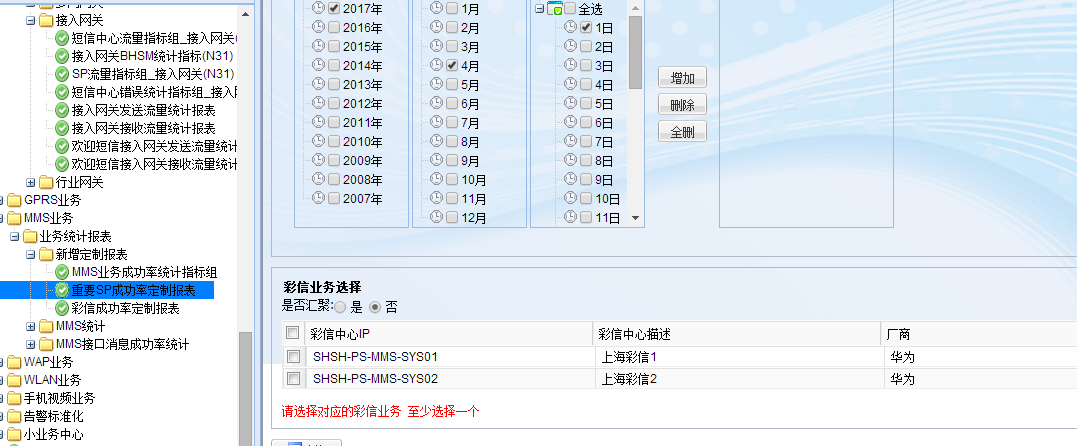 接入网关
短信中心流量指标组_接入网关(
接入网关BHSM统计指标(N31)
SP流量指标组_接入网关(N31)
短信中心错误统计指标组_接入网
接入网关发送流量统计报表
接入网关接收流量统计报表
欢迎短信接入网关发送流量统计
欢迎短信接入网关接收流量统计
行业网关
GPRS业务
MMS业务
业务统计报表
新增定制报表
MMS业务成功率统计指标组
重要SP成功率定制报表
彩信成功率定制报表
MMS统计
MMS接口消息成功率统计
WAP业务
WLAN业务
手机视频业务
告警标准化
小业务中心
2017年
2016年
2015年
2014年
2013年
2012年
2011年
2010年
2009年
2008年
2007年
1月
2月
3月
4月
5月
6月
7月
8月
9月
10月
11月
12月
全选
1日
2日
3日
4日
5日
6日
7日
8日
9日
10日
11日
增加
删除
全删
彩信业务选择
是否汇聚: 是 否
彩信中心IP 彩信中心描述 厂商
SHSH-PS-MMS-SYS01 上海彩信1 华为
SHSH-PS-MMS-SYS02 上海彩信2 华为
请选择对应的彩信业务 至少选择一个